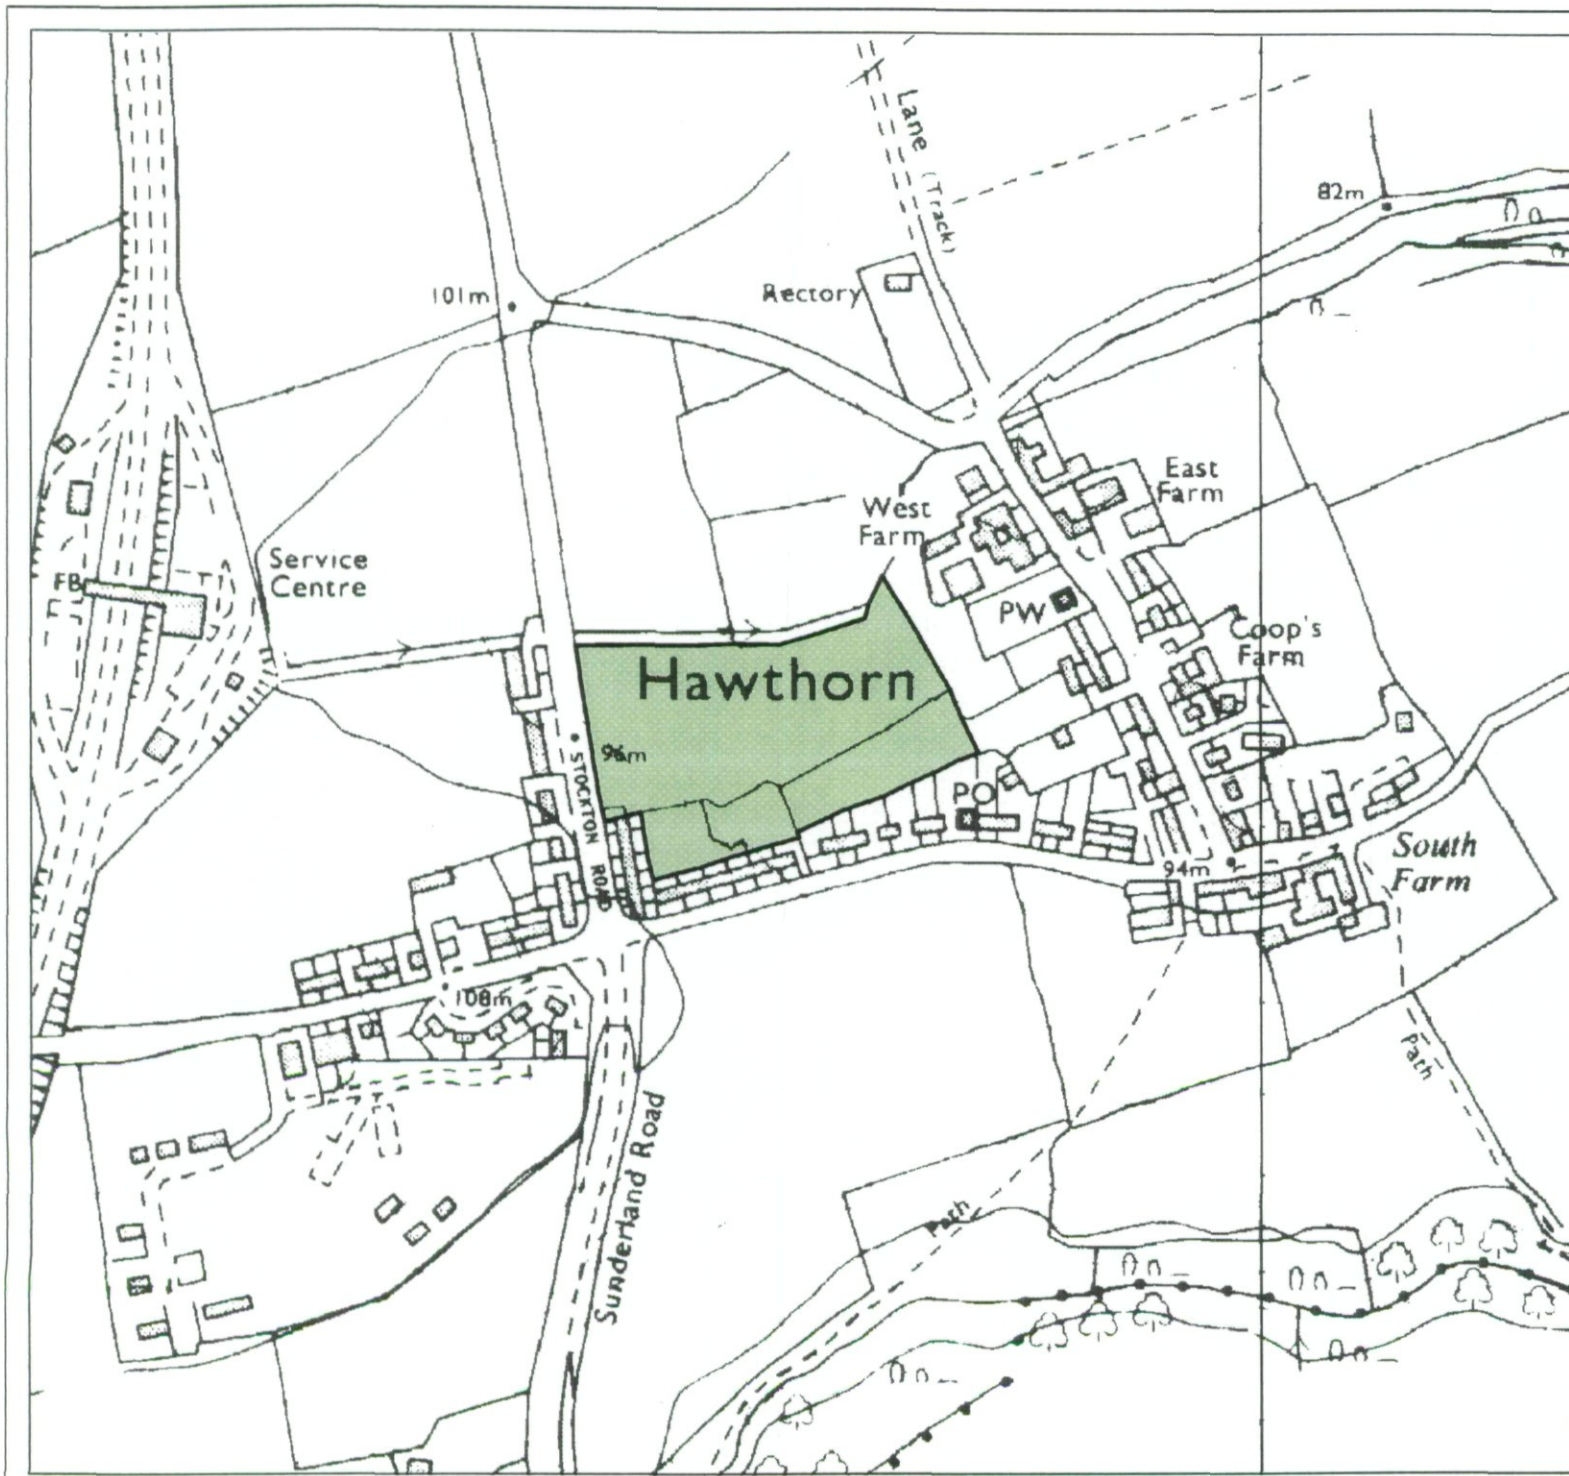 Lane (Track)
82m
101m
Rectory
East
Farm
West
Farm
Service
Centre
FB
PW
Coop's
Farm
Hawthorn
96m
STOCKTON ROAD
PO
94m
South
Farm
108m
Path
Sunderland Road
Path